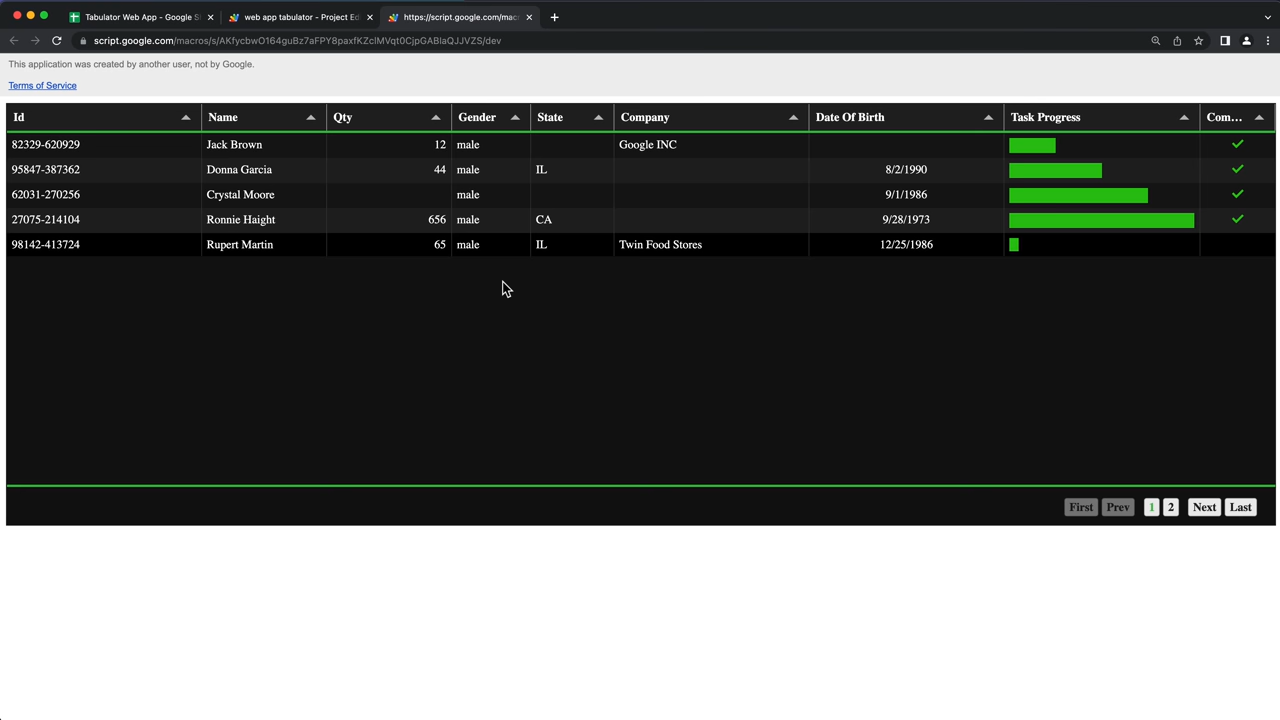 Tabulator Web App - Google S
web app tabulator - Project Edi
https://script.google.com/mac
script.google.com/macros/s/AKfycbwO164guBz7aFPY8paxfKZclMVqt0CjpGABlaQJJVZS/dev
This application was created by another user, not by Google.
Terms of Service
Id Name Qty Gender State Company Date Of Birth Task Progress Com...
82329-620929 Jack Brown 12 male Google INC
95847-387362 Donna Garcia 44 male IL 8/2/1990
62031-270256 Crystal Moore male 9/1/1986
27075-214104 Ronnie Haight 656 male CA 9/28/1973
98142-413724 Rupert Martin 65 male IL Twin Food Stores 12/25/1986
First Prev 1 2 Next Last